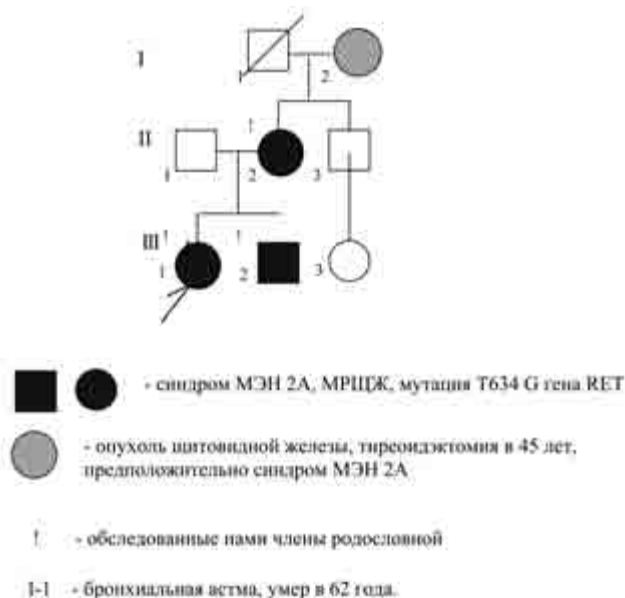 I
1 2
II !
1 2 3
III ! !
1 2 3
- синдром МЭН 2А, МРЩЖ, мутация T634 G гена RET
- опухоль щитовидной железы, тиреоидэктомия в 45 лет,
предположительно синдром МЭН 2А
! - обследованные нами члены родословной
I-1 - бронхиальная астма, умер в 62 года.